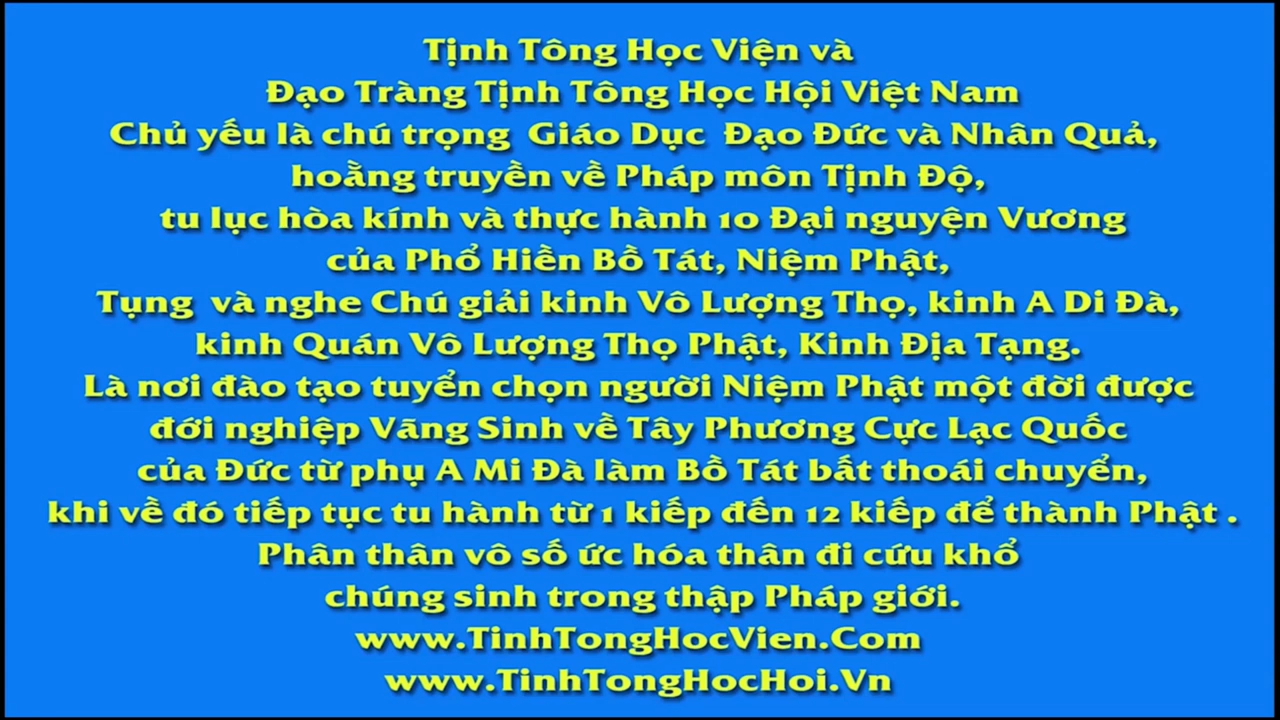 Tịnh Tông Học Viện và
Đạo Tràng Tịnh Tông Học Hội Việt Nam
Chủ yếu là chú trọng  Giáo Dục  Đạo Đức và Nhân Quả,
hoằng truyền về Pháp môn Tịnh Độ,
tu lục hòa kính và thực hành 10 Đại nguyện Vương
của Phổ Hiền Bồ Tát, Niệm Phật,
Tụng  và nghe Chú giải kinh Vô Lượng Thọ, kinh A Di Đà,
kinh Quán Vô Lượng Thọ Phật, Kinh Địa Tạng.
Là nơi đào tạo tuyển chọn người Niệm Phật một đời được
đới nghiệp Vãng Sinh về Tây Phương Cực Lạc Quốc
của Đức từ phụ A Mi Đà làm Bồ Tát bất thoái chuyển,
khi về đó tiếp tục tu hành từ 1 kiếp đến 12 kiếp để thành Phật .
Phân thân vô số ức hóa thân đi cứu khổ
chúng sinh trong thập Pháp giới.
www.TinhTongHocVien.Com
www.TinhTongHocHoi.Vn